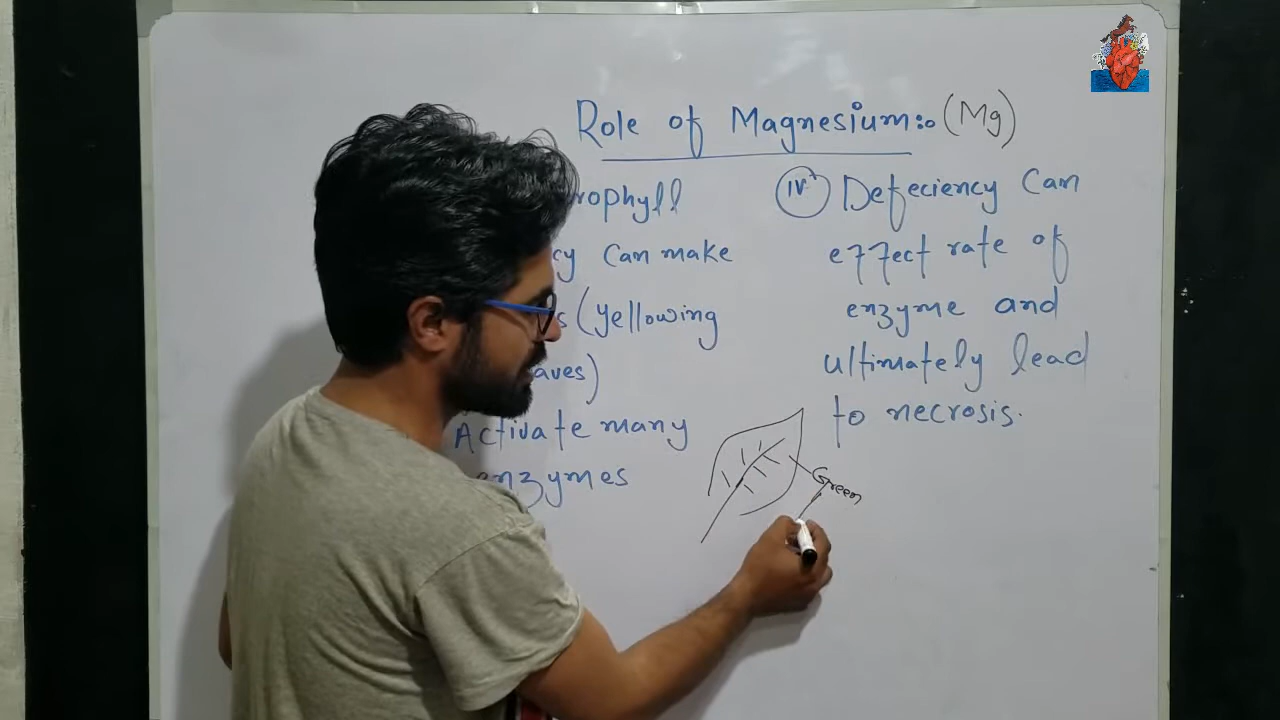 Role of Magnesium:o (Mg)
rophyll
cy Can make
s (Yellowing
aves)
Activate many
enzymes
IV Defeciency Can
effect rate of
enzyme and
ultimately lead
to necrosis.
Green